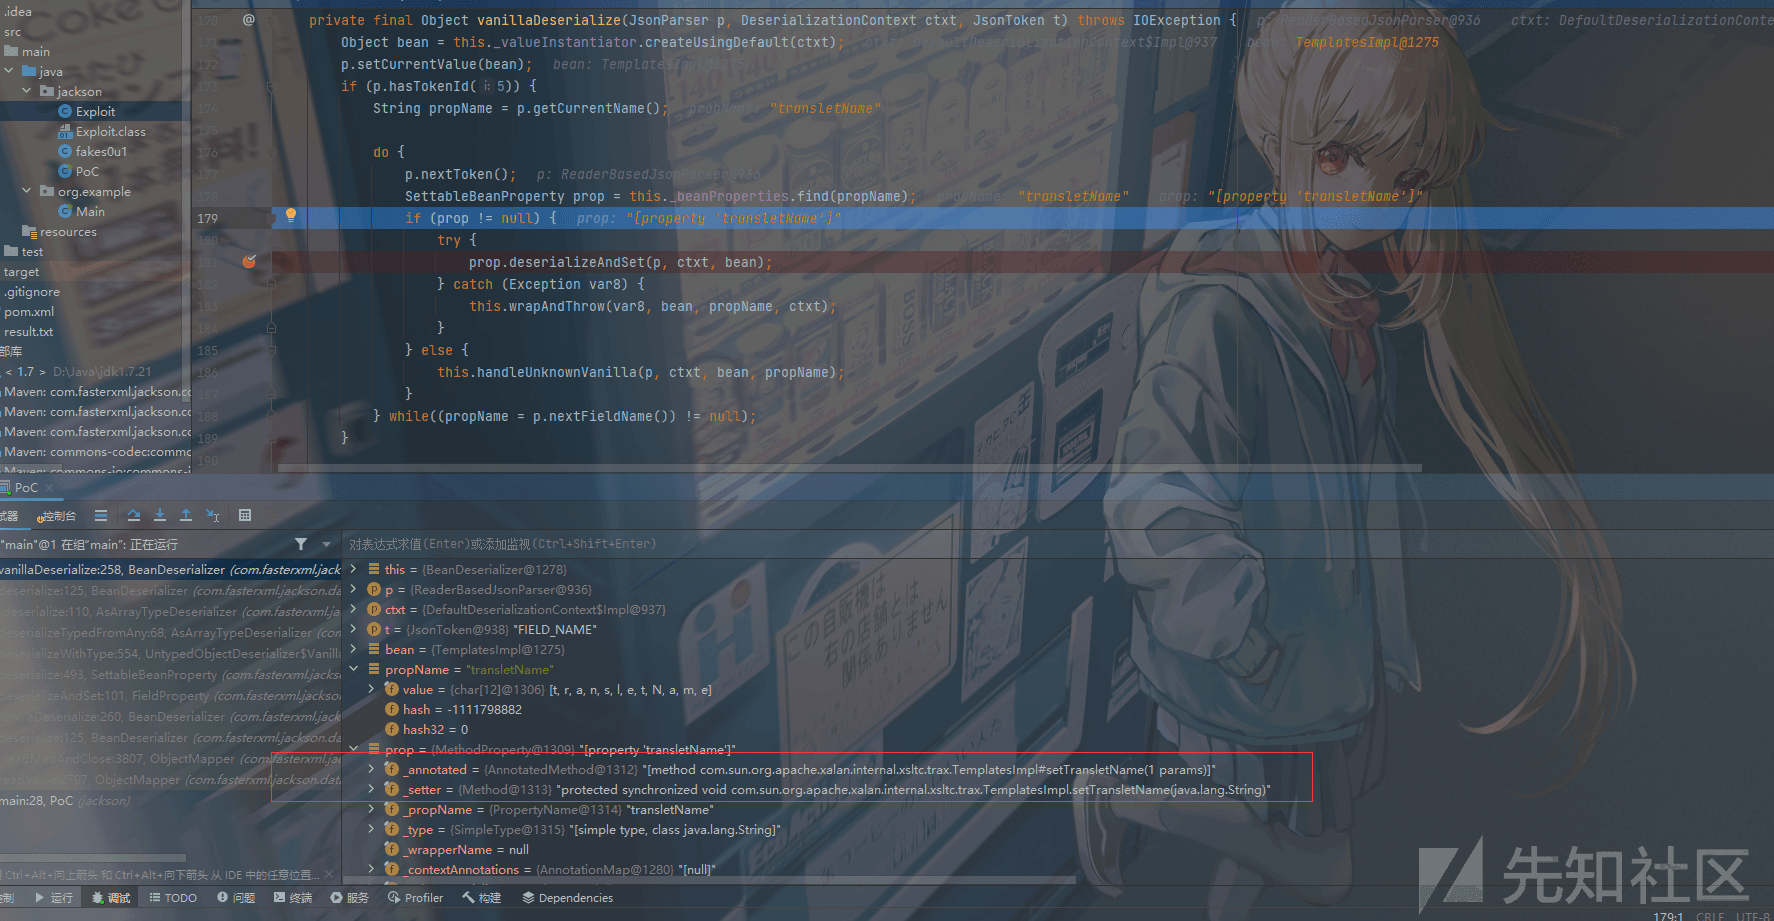 .idea
src
main
java
jackson
Exploit
Exploit.class
fakes0u1
PoC
org.example
Main
resources
test
target
.gitignore
pom.xml
result.txt
部库
< 1.7 > D:\Java\jdk1.7.21
Maven: com.fasterxml.jackson.cc
Maven: com.fasterxml.jackson.cc
Maven: com.fasterxml.jackson.cc
Maven: commons-codec:commo
Maven: commons-io:commons-i
170 @ private final Object vanillaDeserialize(JsonParser p, DeserializationContext ctxt, JsonToken t) throws IOException { p: ReaderBasedJsonParser@936 ctxt: DefaultDeserializationConte
171 Object bean = this._valueInstantiator.createUsingDefault(ctxt); ctxt: DefaultDeserializationContext$Impl@937 bean: TemplatesImpl@1275
172 p.setCurrentValue(bean); bean: TemplatesImpl@1275
173 if (p.hasTokenId( i: 5)) {
174 String propName = p.getCurrentName(); propName: "transletName"
175
176 do {
177 p.nextToken(); p: ReaderBasedJsonParser@936
178 SettableBeanProperty prop = this._beanProperties.find(propName); propName: "transletName" prop: "[property 'transletName']"
179 if (prop != null) { prop: "[property 'transletName']"
180 try {
181 prop.deserializeAndSet(p, ctxt, bean);
182 } catch (Exception var8) {
183 this.wrapAndThrow(var8, bean, propName, ctxt);
184 }
185 } else {
186 this.handleUnknownVanilla(p, ctxt, bean, propName);
187 }
188 } while((propName = p.nextFieldName()) != null);
189 }
190
PoC
试器 控制台
"main"@1 在组"main": 正在运行
vanillaDeserialize:258, BeanDeserializer (com.fasterxml.jack
deserialize:125, BeanDeserializer (com.fasterxml.jackson.da
deserialize:110, AsArrayTypeDeserializer (com.fasterxml.ja
deserializeTypedFromAny:68, AsArrayTypeDeserializer (com
deserializeWithType:554, UntypedObjectDeserializer$Vanilla
deserialize:493, SettableBeanProperty (com.fasterxml.jacks
deserializeAndSet:101, FieldProperty (com.fasterxml.jackso
vanillaDeserialize:260, BeanDeserializer (com.fasterxml.jack
deserialize:125, BeanDeserializer (com.fasterxml.jackson.da
_readMapAndClose:3807, ObjectMapper (com.fasterxml.jack
readValue:2797, ObjectMapper (com.fasterxml.jackson.data
main:28, PoC (jackson)
对表达式求值(Enter)或添加监视(Ctrl+Shift+Enter)
this = {BeanDeserializer@1278}
p = {ReaderBasedJsonParser@936}
ctxt = {DefaultDeserializationContext$Impl@937}
t = {JsonToken@938} "FIELD_NAME"
bean = {TemplatesImpl@1275}
propName = "transletName"
value = {char[12]@1306} [t, r, a, n, s, l, e, t, N, a, m, e]
hash = -1111798882
hash32 = 0
prop = {MethodProperty@1309} "[property 'transletName']"
_annotated = {AnnotatedMethod@1312} "[method com.sun.org.apache.xalan.internal.xsltc.trax.TemplatesImpl#setTransletName(1 params)]"
_setter = {Method@1313} "protected synchronized void com.sun.org.apache.xalan.internal.xsltc.trax.TemplatesImpl.setTransletName(java.lang.String)"
_propName = {PropertyName@1314} "transletName"
_type = {SimpleType@1315} "[simple type, class java.lang.String]"
_wrapperName = null
_contextAnnotations = {AnnotationMap@1280} "[null]"
Ctrl+Alt+向上箭头 和 Ctrl+Alt+向下箭头 从 IDE 中的任意位置...
运行 调试 TODO 问题 终端 服务 Profiler 构建 Dependencies
179:1 CRLF UTF-8
先知社区